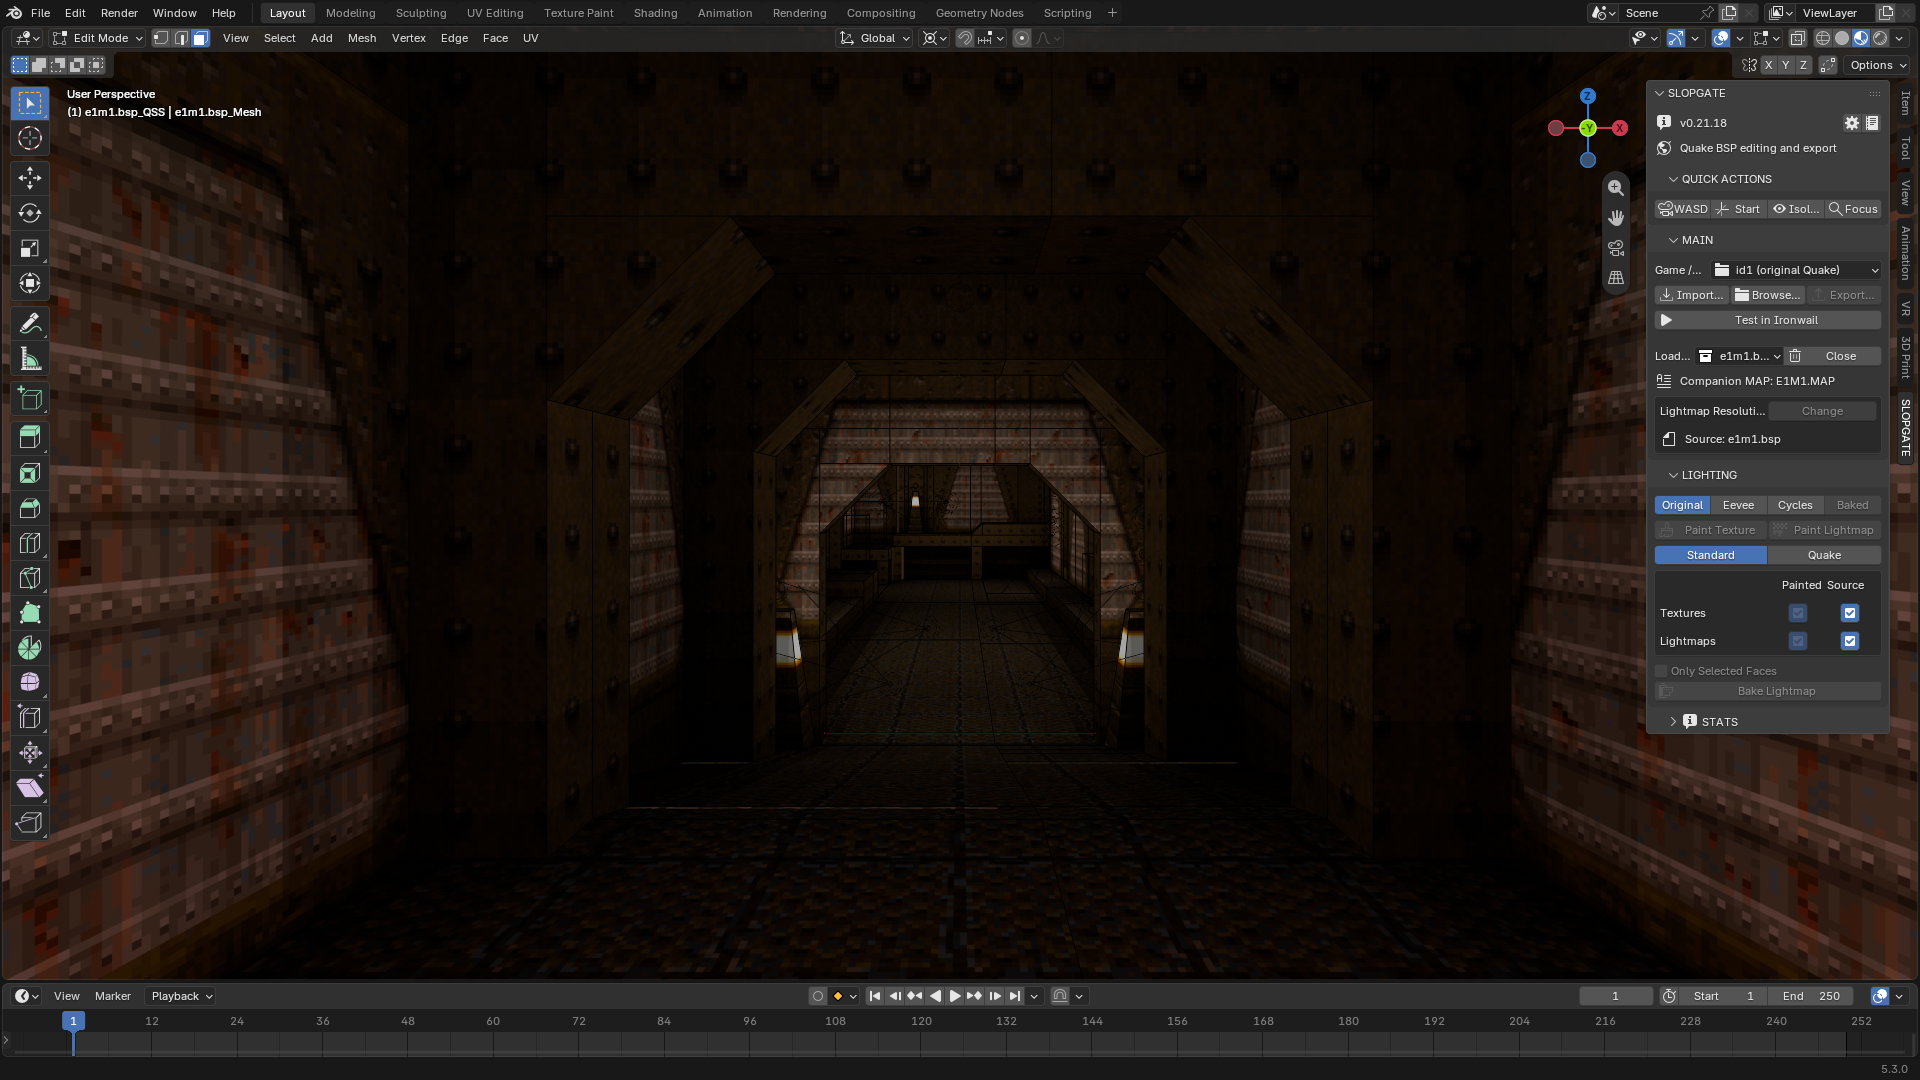 File Edit Render Window Help Layout Modeling Sculpting UV Editing Texture Paint Shading Animation Rendering Compositing Geometry Nodes Scripting + Scene ViewLayer
Edit Mode View Select Add Mesh Vertex Edge Face UV Global
X Y Z Options
User Perspective
(1) e1m1.bsp_QSS | e1m1.bsp_Mesh
Z
-Y X
SLOPGATE
v0.21.18
Quake BSP editing and export
QUICK ACTIONS
WASD Start Isol... Focus
MAIN
Game /... id1 (original Quake)
Import... Browse... Export...
Test in Ironwail
Load... e1m1.b... Close
Companion MAP: E1M1.MAP
Lightmap Resoluti... Change
Source: e1m1.bsp
LIGHTING
Original Eevee Cycles Baked
Paint Texture Paint Lightmap
Standard Quake
Painted Source
Textures
Lightmaps
Only Selected Faces
Bake Lightmap
STATS
Item
Tool
View
Animation
VR
3D Print
SLOPGATE
View Marker Playback 1 Start 1 End 250
1 12 24 36 48 60 72 84 96 108 120 132 144 156 168 180 192 204 216 228 240 252
5.3.0